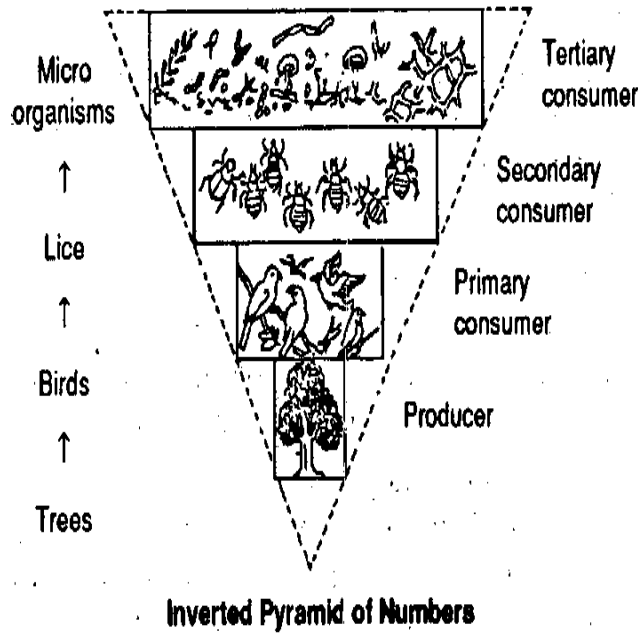 Micro
organisms
↑
Lice
↑
Birds
↑
Trees
Tertiary
consumer
Secondary
consumer
Primary
consumer
Producer
Inverted Pyramid of Numbers